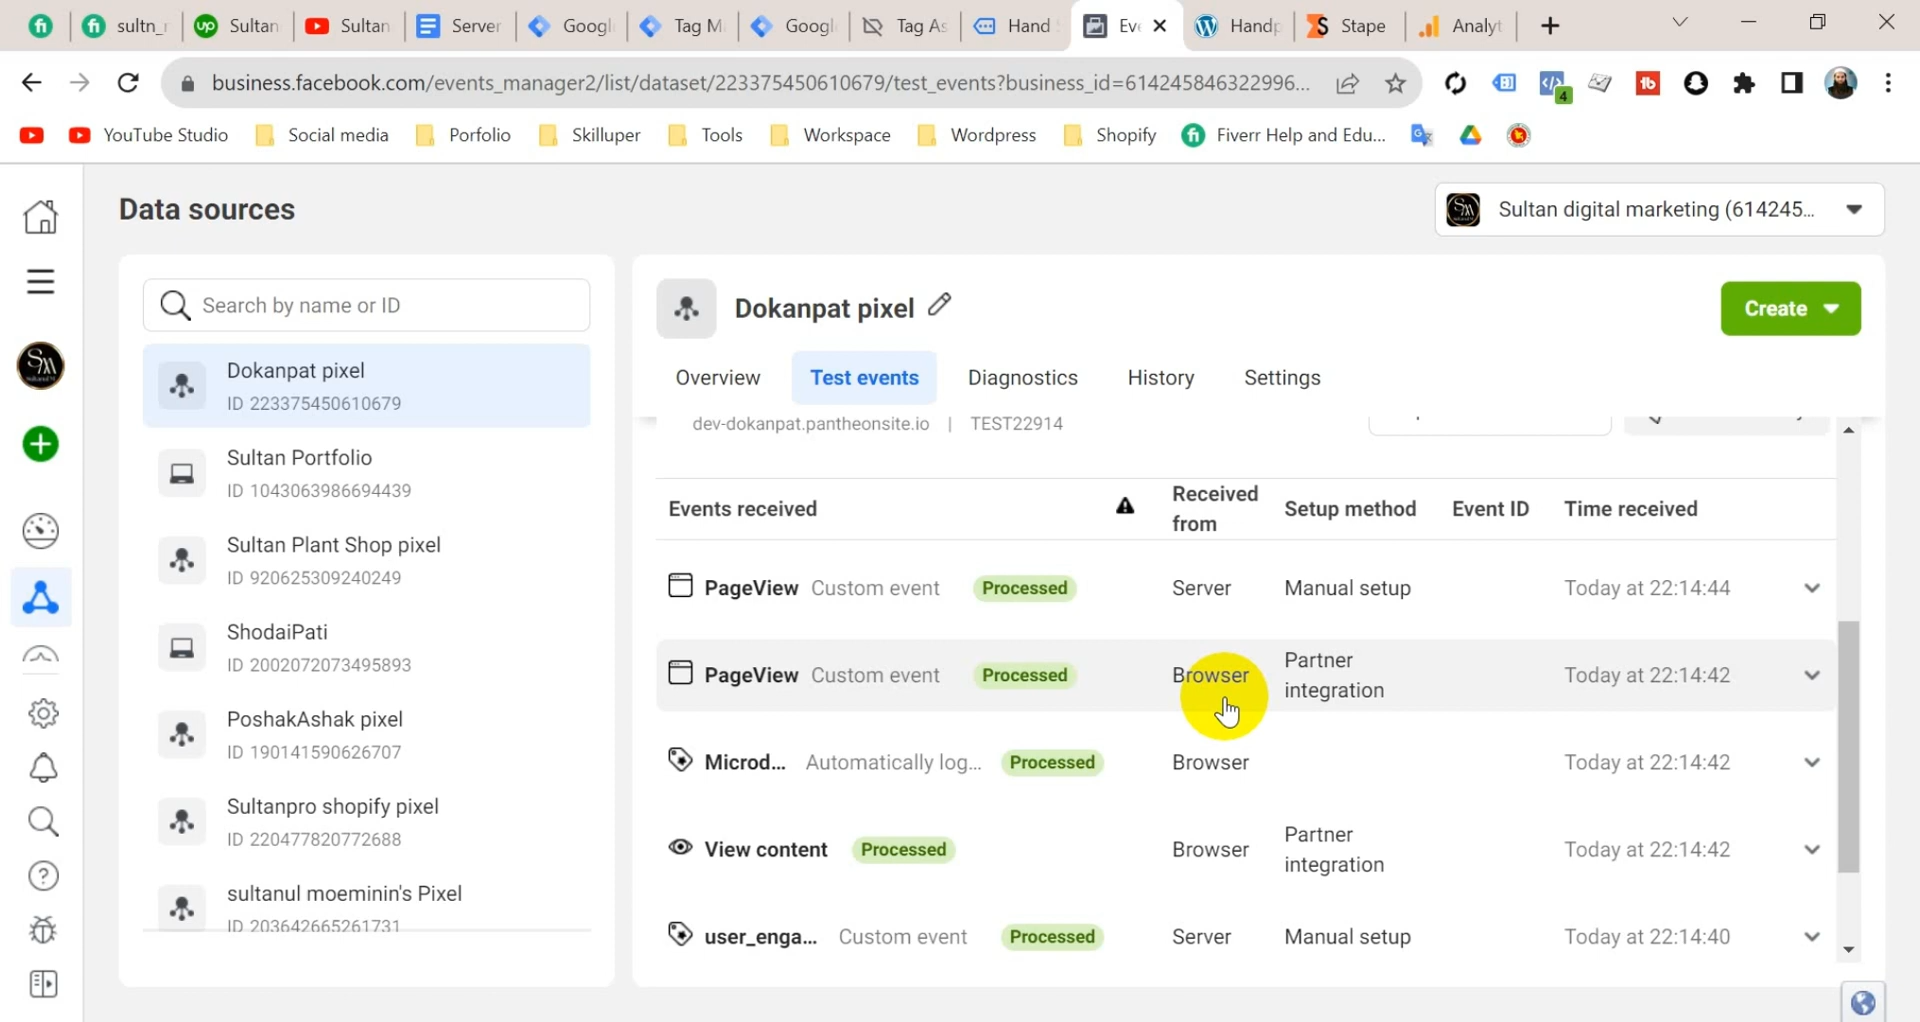 sultn_r
Sultan
Sultan
Server
Googl
Tag M
Googl
Tag As
Hand
Eve
Handp
Stape
Analyt
business.facebook.com/events_manager2/list/dataset/223375450610679/test_events?business_id=614245846322996...
YouTube Studio
Social media
Porfolio
Skilluper
Tools
Workspace
Wordpress
Shopify
Fiverr Help and Edu...
Data sources
Sultan digital marketing (614245...
Search by name or ID
Dokanpat pixel
ID 223375450610679
Sultan Portfolio
ID 1043063986694439
Sultan Plant Shop pixel
ID 920625309240249
ShodaiPati
ID 2002072073495893
PoshakAshak pixel
ID 190141590626707
Sultanpro shopify pixel
ID 220477820772688
sultanul moeminin's Pixel
ID 203642665261731
Dokanpat pixel
Create
Overview
Test events
Diagnostics
History
Settings
dev-dokanpat.pantheonsite.io | TEST22914
Events received
Received from
Setup method
Event ID
Time received
PageView Custom event Processed Server Manual setup Today at 22:14:44
PageView Custom event Processed Browser Partner integration Today at 22:14:42
Microd... Automatically log... Processed Browser Today at 22:14:42
View content Processed Browser Partner integration Today at 22:14:42
user_enga... Custom event Processed Server Manual setup Today at 22:14:40